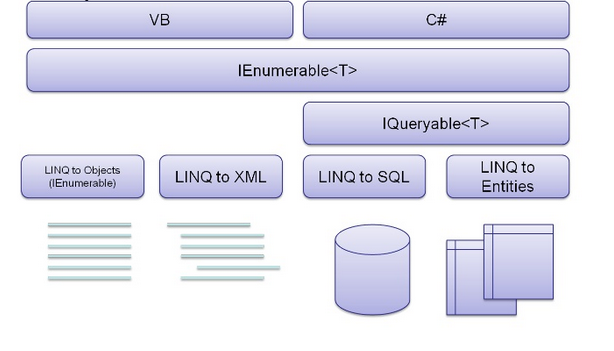 VB
C#
IEnumerable<T>
IQueryable<T>
LINQ to Objects
(IEnumerable)
LINQ to XML
LINQ to SQL
LINQ to
Entities